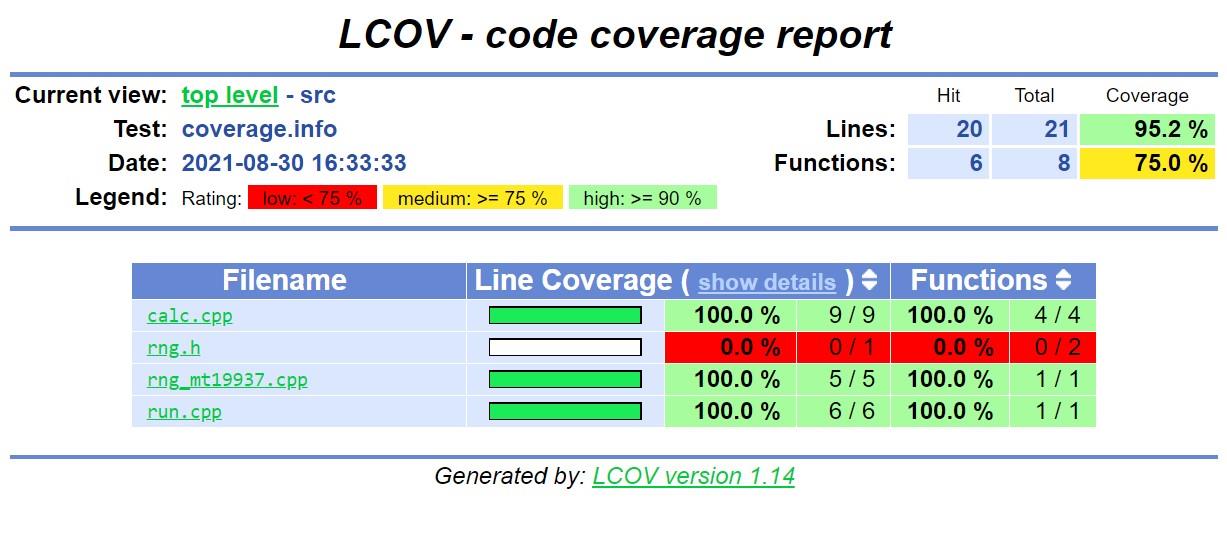 LCOV - code coverage report
Current view: top level - src
Hit Total Coverage
Test: coverage.info
Lines: 20 21 95.2 %
Date: 2021-08-30 16:33:33
Functions: 6 8 75.0 %
Legend: Rating: low: < 75 % medium: >= 75 % high: >= 90 %
Filename Line Coverage ( show details ) Functions
calc.cpp 100.0 % 9 / 9 100.0 % 4 / 4
rng.h 0.0 % 0 / 1 0.0 % 0 / 2
rng_mt19937.cpp 100.0 % 5 / 5 100.0 % 1 / 1
run.cpp 100.0 % 6 / 6 100.0 % 1 / 1
Generated by: LCOV version 1.14